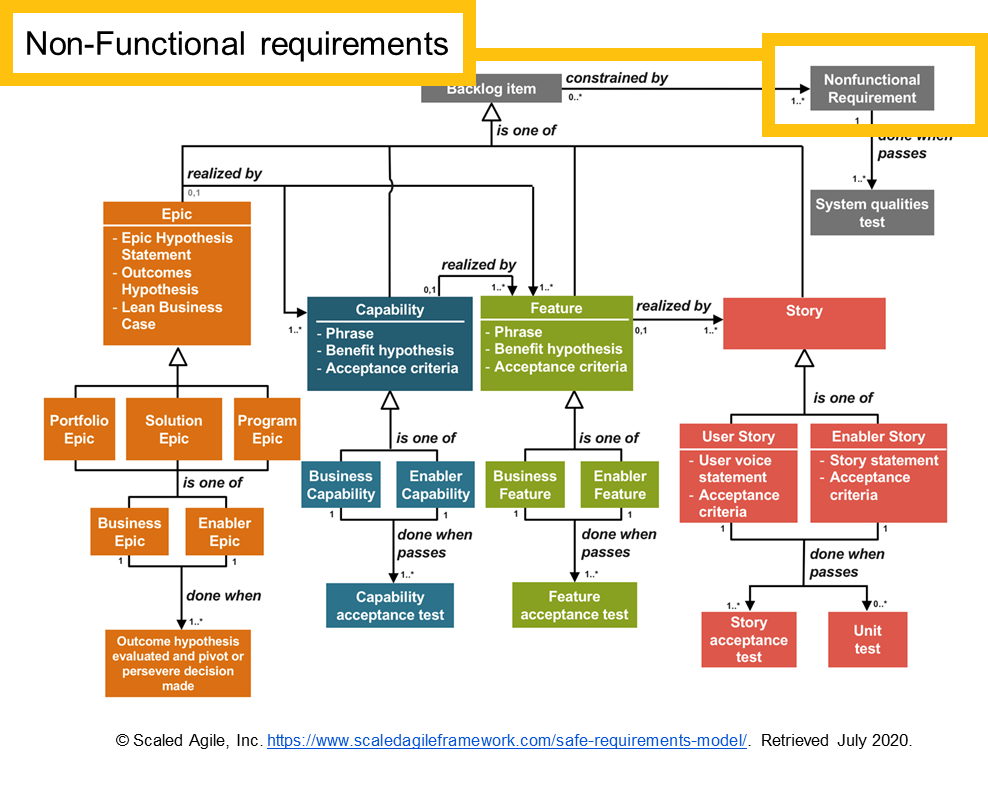 Non-Functional requirements
Backlog item
constrained by
0..*
1..*
Nonfunctional
Requirement
1
done when
passes
1..*
System qualities
test
is one of
realized by
0,1
Epic
- Epic Hypothesis
Statement
- Outcomes
Hypothesis
- Lean Business
Case
1..*
realized by
0,1
1..*
1..*
Capability
- Phrase
- Benefit hypothesis
- Acceptance criteria
Feature
- Phrase
- Benefit hypothesis
- Acceptance criteria
realized by
0,1
1..*
Story
Portfolio
Epic
Solution
Epic
Program
Epic
is one of
Business
Epic
Enabler
Epic
1
1
done when
1..*
Outcome hypothesis
evaluated and pivot or
persevere decision
made
is one of
Business
Capability
Enabler
Capability
1
1
done when
passes
1..*
Capability
acceptance test
is one of
Business
Feature
Enabler
Feature
1
1
done when
passes
1..*
Feature
acceptance test
is one of
User Story
- User voice
statement
- Acceptance
criteria
Enabler Story
- Story statement
- Acceptance
criteria
1
1
done when
passes
1..*
0..*
Story
acceptance
test
Unit
test
© Scaled Agile, Inc. https://www.scaledagileframework.com/safe-requirements-model/. Retrieved July 2020.